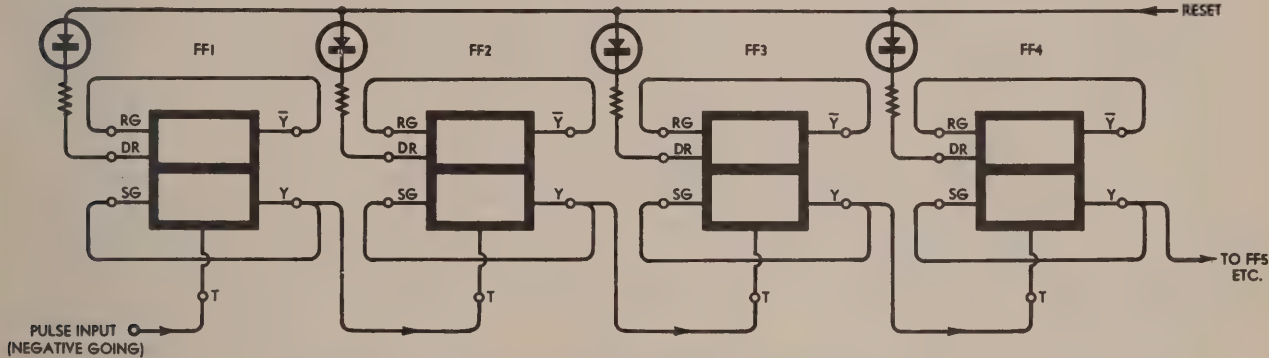 RESET
FF1
FF2
FF3
FF4
RG
Y̅
DR
SG
Y
T
RG
Y̅
DR
SG
Y
T
RG
Y̅
DR
SG
Y
T
RG
Y̅
DR
SG
Y
T
TO FF5
ETC.
PULSE INPUT
(NEGATIVE GOING)